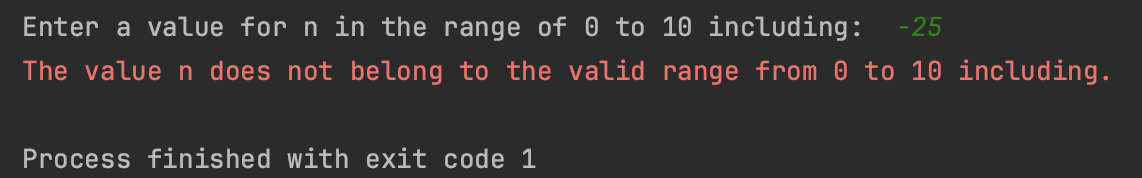 Enter a value for n in the range of 0 to 10 including:  -25
The value n does not belong to the valid range from 0 to 10 including.
Process finished with exit code 1